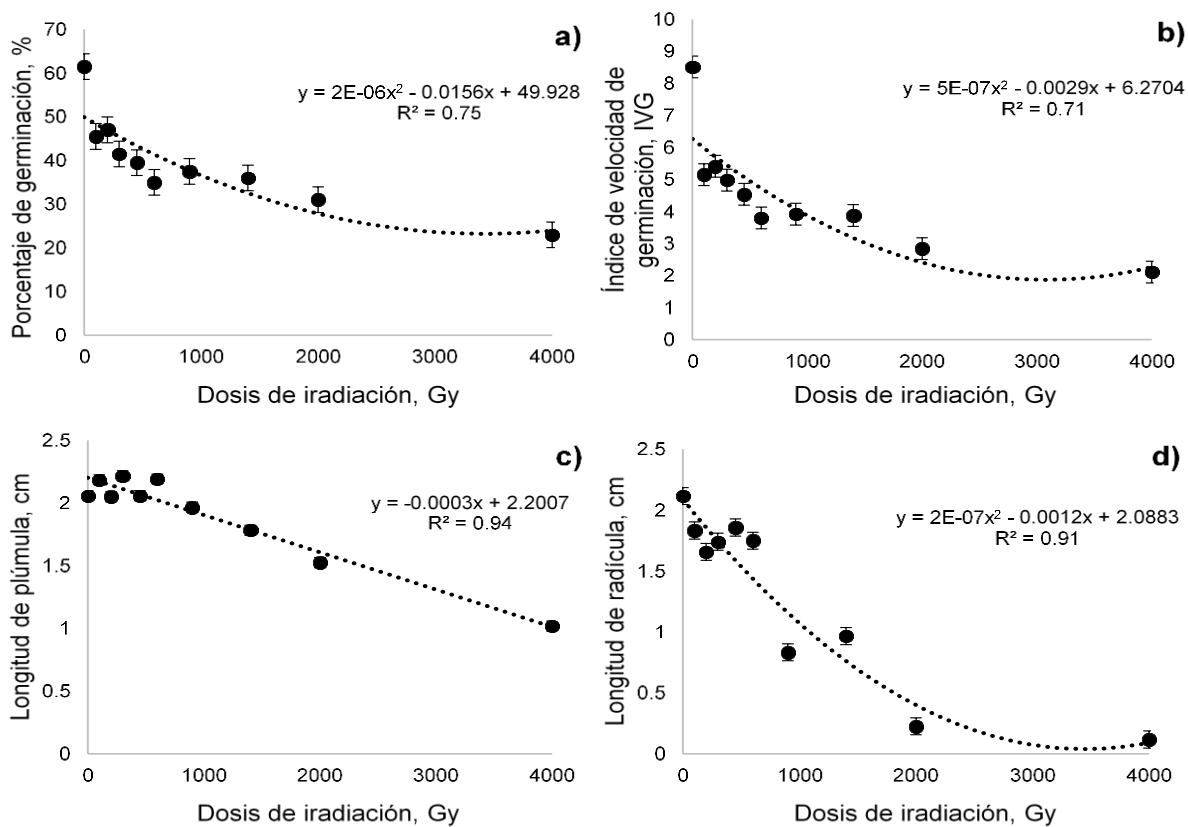 a)
Porcentaje de germinación, %
70
60
50
40
30
20
10
0
y = 2E-06x² - 0.0156x + 49.928
R² = 0.75
0 1000 2000 3000 4000
Dosis de iradiación, Gy
b)
Índice de velocidad de
germinación, IVG
10
9
8
7
6
5
4
3
2
1
0
y = 5E-07x² - 0.0029x + 6.2704
R² = 0.71
0 1000 2000 3000 4000
Dosis de iradiación, Gy
c)
Longitud de plúmula, cm
2.5
2
1.5
1
0.5
0
y = -0.0003x + 2.2007
R² = 0.94
0 1000 2000 3000 4000
Dosis de iradiación, Gy
d)
Longitud de radícula, cm
2.5
2
1.5
1
0.5
0
y = 2E-07x² - 0.0012x + 2.0883
R² = 0.91
0 1000 2000 3000 4000
Dosis de iradiación, Gy